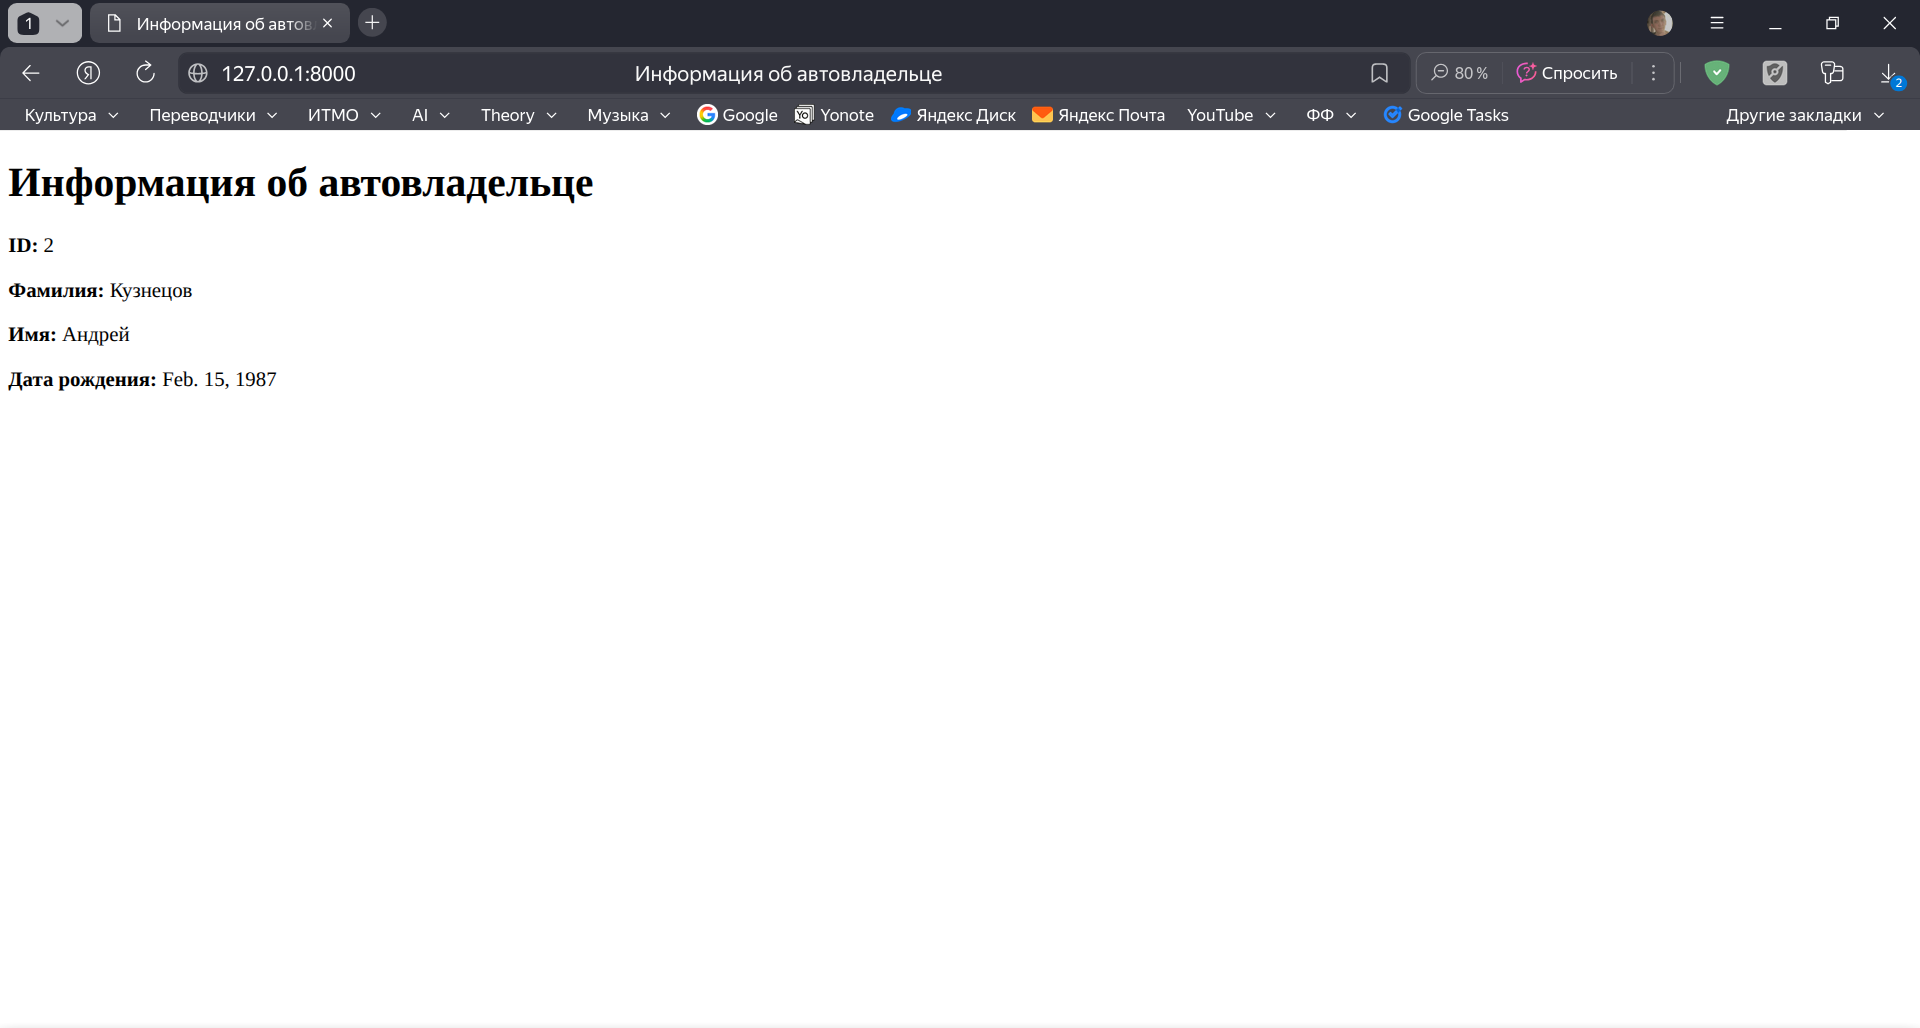 1
Информация об автов
127.0.0.1:8000
Информация об автовладельце
80 %
Спросить
2
Культура
Переводчики
ИТМО
AI
Theory
Музыка
Google
Yonote
Яндекс Диск
Яндекс Почта
YouTube
ФФ
Google Tasks
Другие закладки
Информация об автовладельце
ID: 2
Фамилия: Кузнецов
Имя: Андрей
Дата рождения: Feb. 15, 1987